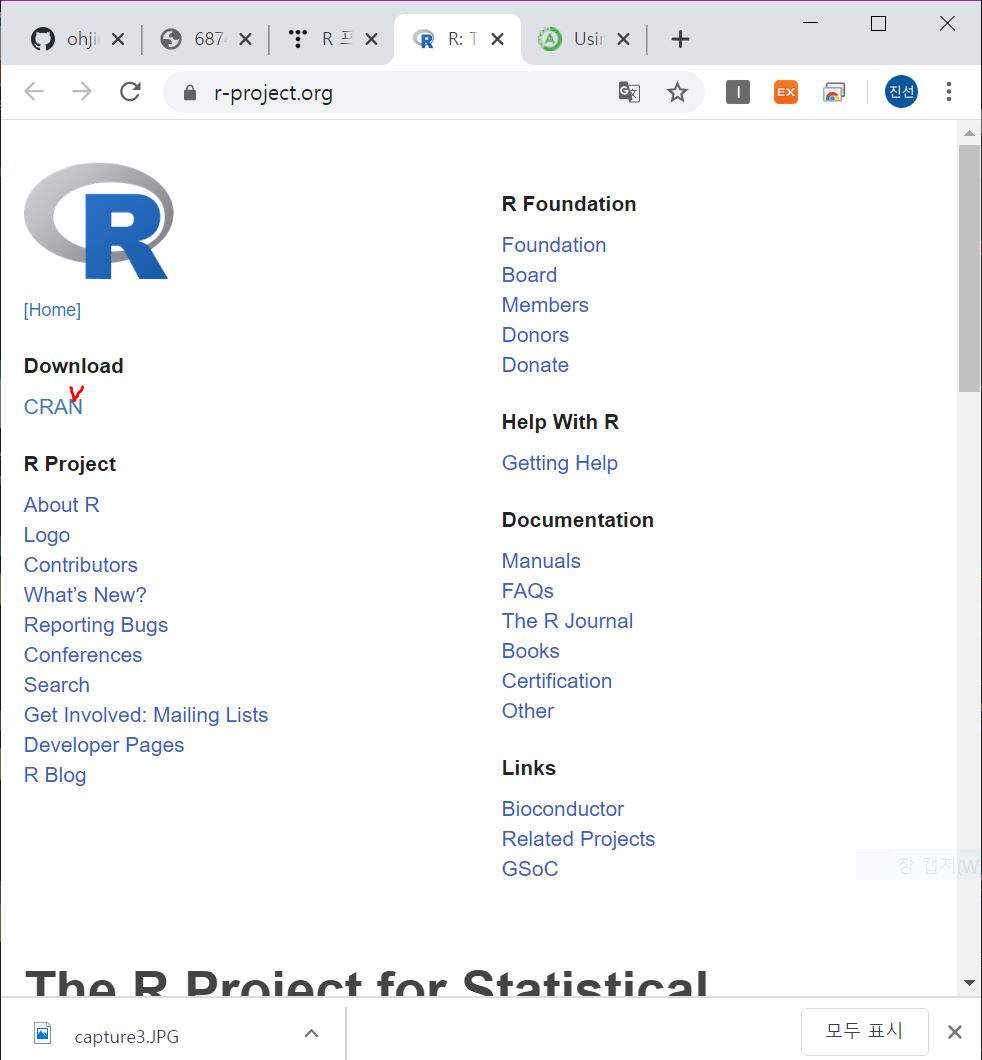 ohji
687
R 프
R: T
Usin
r-project.org
EX
진선
R
[Home]
Download
CRAN
R Project
About R
Logo
Contributors
What’s New?
Reporting Bugs
Conferences
Search
Get Involved: Mailing Lists
Developer Pages
R Blog
R Foundation
Foundation
Board
Members
Donors
Donate
Help With R
Getting Help
Documentation
Manuals
FAQs
The R Journal
Books
Certification
Other
Links
Bioconductor
Related Projects
GSoC
창 캡처(W
The R Project for Statistical
capture3.JPG
모두 표시